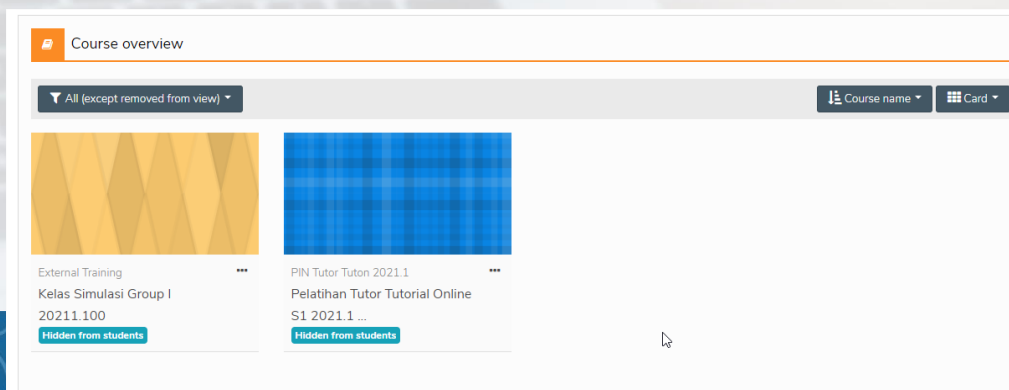 Course overview
All (except removed from view)
Course name
Card
External Training
Kelas Simulasi Group I
20211.100
Hidden from students
PIN Tutor Tuton 2021.1
Pelatihan Tutor Tutorial Online
S1 2021.1 ...
Hidden from students